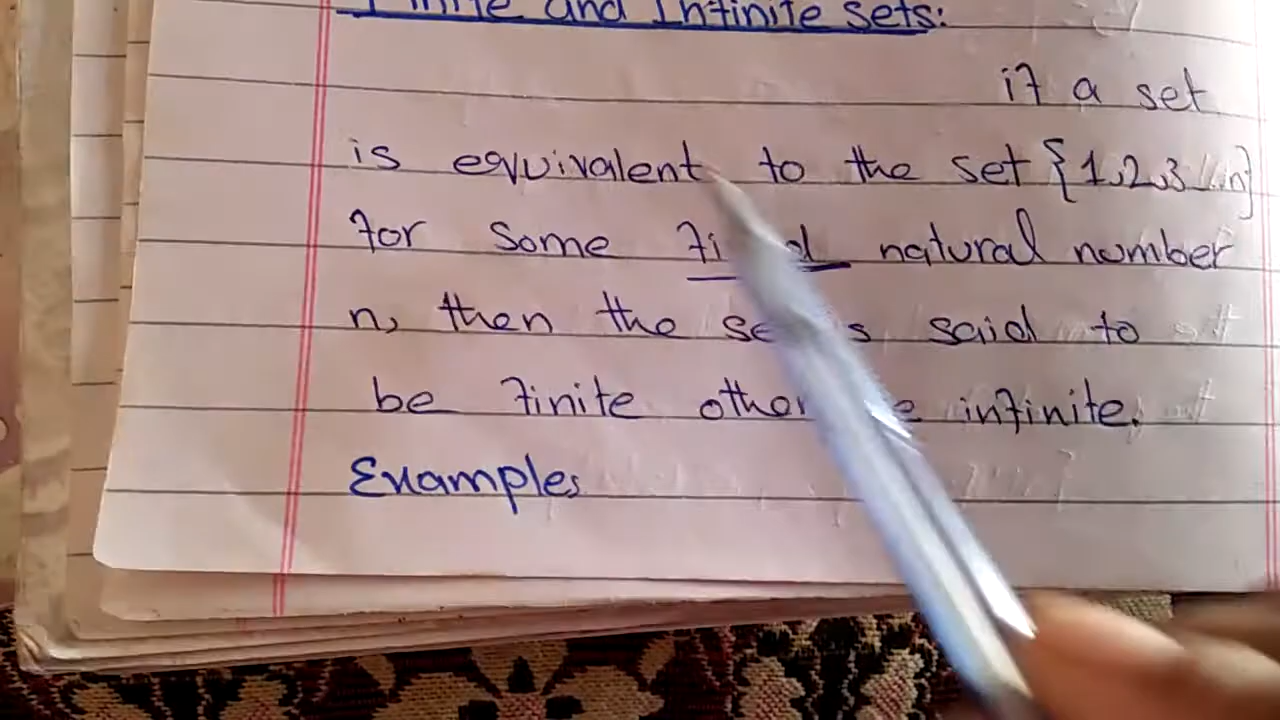 Finite and Infinite Sets:
if a set
is equivalent to the set {1,2,3...n}
for some natural number
n, then the said to
be finite infinite.
Examples